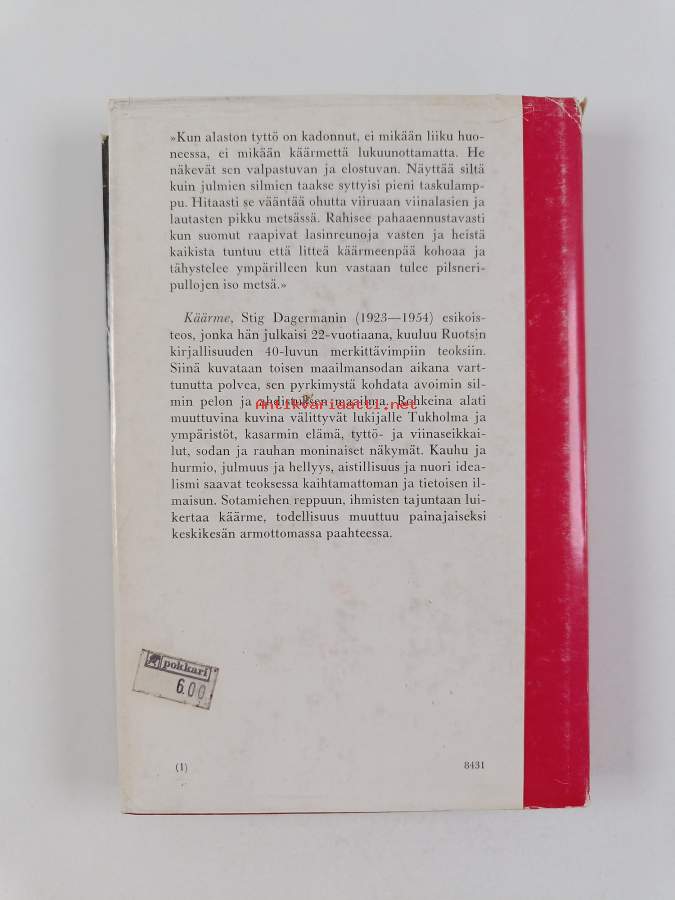 »Kun alaston tyttö on kadonnut, ei mikään liiku huo-
neessa, ei mikään käärmettä lukuunottamatta. He
näkevät sen valpastuvan ja elostuvan. Näyttää siltä
kuin julmien silmien taakse syttyisi pieni taskulamp-
pu. Hitaasti se vääntää ohutta viiruaan viinalasien ja
lautasten pikku metsässä. Rahisee pahaaennustavasti
kun suomut raapivat lasinreunoja vasten ja heistä
kaikista tuntuu että litteä käärmeenpää kohoaa ja
tähystelee ympärilleen kun vastaan tulee pilsneri-
pullojen iso metsä.»
Käärme, Stig Dagermanin (1923—1954) esikois-
teos, jonka hän julkaisi 22-vuotiaana, kuuluu Ruotsin
kirjallisuuden 40-luvun merkittävimpiin teoksiin.
Siinä kuvataan toisen maailmansodan aikana vart-
tunutta polvea, sen pyrkimystä kohdata avoimin sil-
min pelon ja ahdistuksen maailma. Rohkeina alati
Antikvariaatti.net
muuttuvina kuvina välittyvät lukijalle Tukholma ja
ympäristöt, kasarmin elämä, tyttö- ja viinaseikkai-
lut, sodan ja rauhan moninaiset näkymät. Kauhu ja
hurmio, julmuus ja hellyys, aistillisuus ja nuori idea-
lismi saavat teoksessa kaihtamattoman ja tietoisen il-
maisun. Sotamiehen reppuun, ihmisten tajuntaan lui-
kertaa käärme, todellisuus muuttuu painajaiseksi
keskikesän armottomassa paahteessa.
pokkari
6.00
(1)
8431